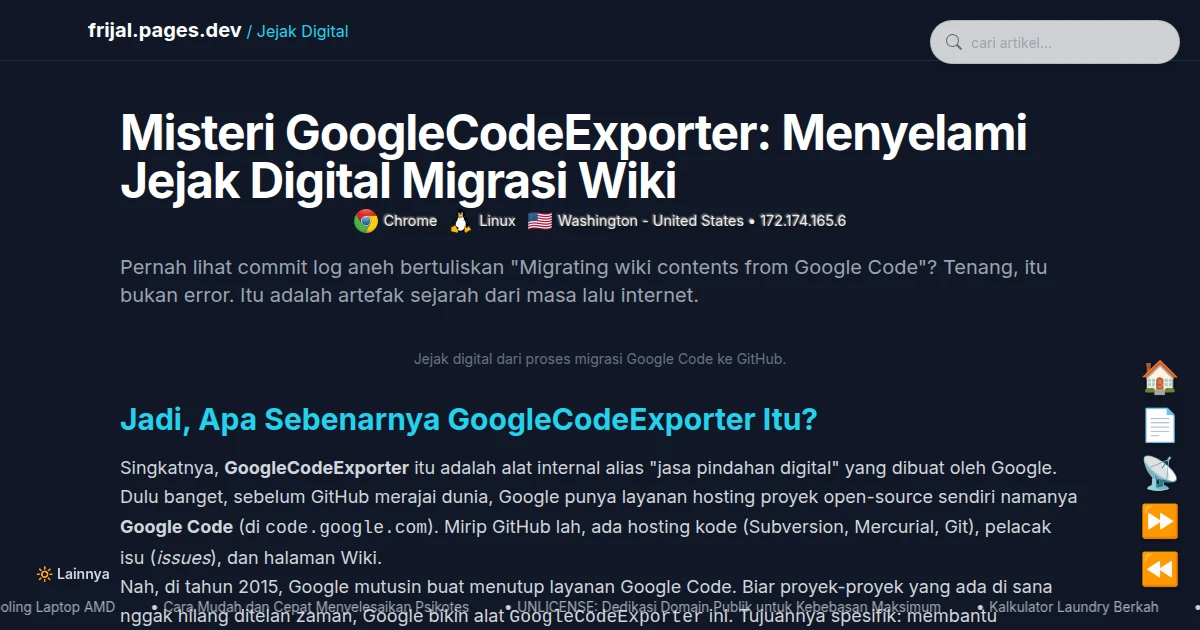 frijal.pages.dev / Jejak Digital
cari artikel...
Misteri GoogleCodeExporter: Menyelami
Jejak Digital Migrasi Wiki
Chrome Linux Washington - United States • 172.174.165.6
Pernah lihat commit log aneh bertuliskan "Migrating wiki contents from Google Code"? Tenang, itu
bukan error. Itu adalah artefak sejarah dari masa lalu internet.
Jejak digital dari proses migrasi Google Code ke GitHub.
Jadi, Apa Sebenarnya GoogleCodeExporter Itu?
Singkatnya, GoogleCodeExporter itu adalah alat internal alias "jasa pindahan digital" yang dibuat oleh Google.
Dulu banget, sebelum GitHub merajai dunia, Google punya layanan hosting proyek open-source sendiri namanya
Google Code (di code.google.com). Mirip GitHub lah, ada hosting kode (Subversion, Mercurial, Git), pelacak
isu (issues), dan halaman Wiki.
Lainnya
Nah, di tahun 2015, Google mutusin buat menutup layanan Google Code. Biar proyek-proyek yang ada di sana
oling Laptop AMD • Cara Mudah dan Cepat Menyelesaikan Psikotes • UNLICENSE: Dedikasi Domain Publik untuk Kebebasan Maksimum • Kalkulator Laundry Berkah •
nggak hilang ditelan zaman, Google bikin alat GoogleCodeExporter ini. Tujuannya spesifik: membantu